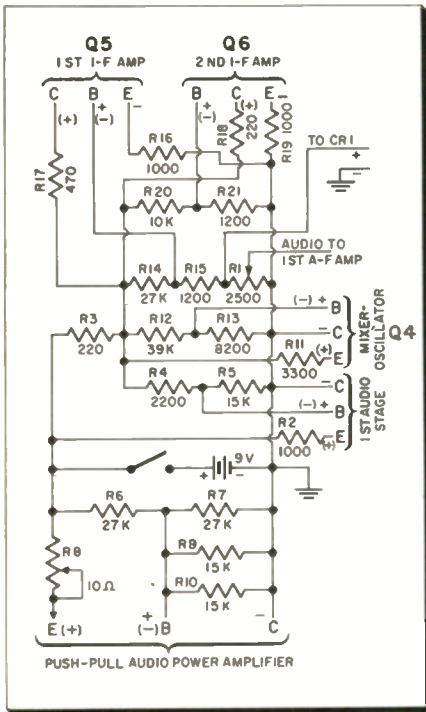 Q5
Q6
1ST I-F AMP
2ND I-F AMP
C B E
B C E
+
(-)
-
+
(-)
(+)
-
(+)
R16
1000
R18
220
R19
1000
TO CR1
+
-
R17
470
R20
10K
R21
1200
AUDIO TO
1ST A-F AMP
R14
27K
R15
1200
R1
2500
R3
220
R12
39K
R13
8200
(-) + B
- C
R11
3300
(+) E
MIXER-
OSCILLATOR
Q4
R4
2200
R5
15K
- C
(-) + B
R2
1000
(+) E
1ST AUDIO
STAGE
+
9V
-
R6
27K
R7
27K
R8
10Ω
R9
15K
R10
15K
E (+)
+
(-) B
-
C
PUSH-PULL AUDIO POWER AMPLIFIER